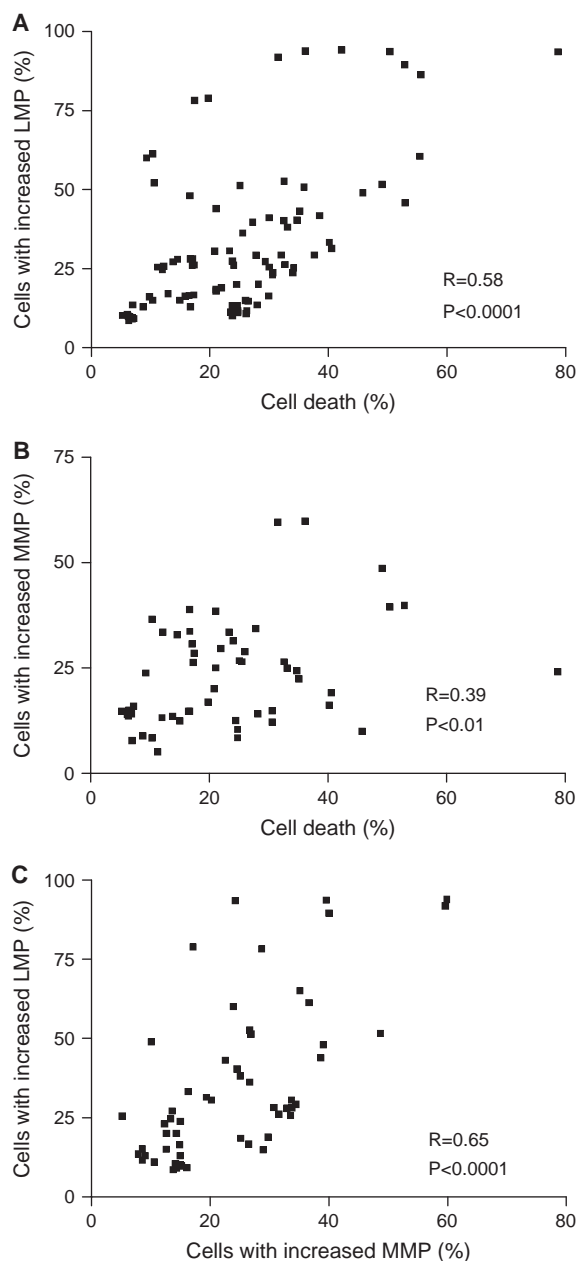 A
Cells with increased LMP (%)
100
75
50
25
0
R=0.58
P<0.0001
0 20 40 60 80
Cell death (%)
B
Cells with increased MMP (%)
75
50
25
0
R=0.39
P<0.01
0 20 40 60 80
Cell death (%)
C
Cells with increased LMP (%)
100
75
50
25
0
R=0.65
P<0.0001
0 20 40 60 80
Cells with increased MMP (%)